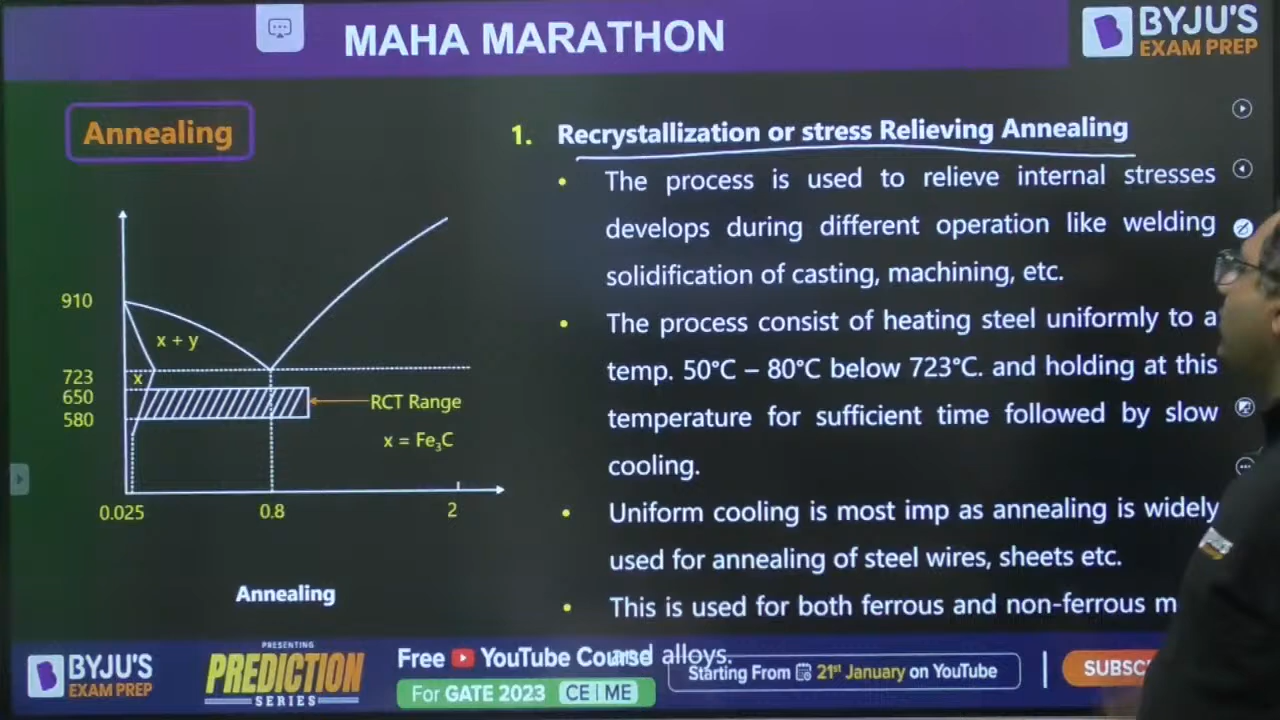 MAHA MARATHON
BYJU'S
EXAM PREP
Annealing
910
723
650
580
x + y
x
RCT Range
x = Fe₃C
0.025
0.8
2
Annealing
1. Recrystallization or stress Relieving Annealing
• The process is used to relieve internal stresses
develops during different operation like welding
solidification of casting, machining, etc.
• The process consist of heating steel uniformly to a
temp. 50°C – 80°C below 723°C. and holding at this
temperature for sufficient time followed by slow
cooling.
• Uniform cooling is most imp as annealing is widely
used for annealing of steel wires, sheets etc.
• This is used for both ferrous and non-ferrous m
and alloys.
BYJU'S
EXAM PREP
PRESENTING
PREDICTION
SERIES
Free YouTube Course
For GATE 2023 CE | ME
Starting From 21st January on YouTube
SUBSC